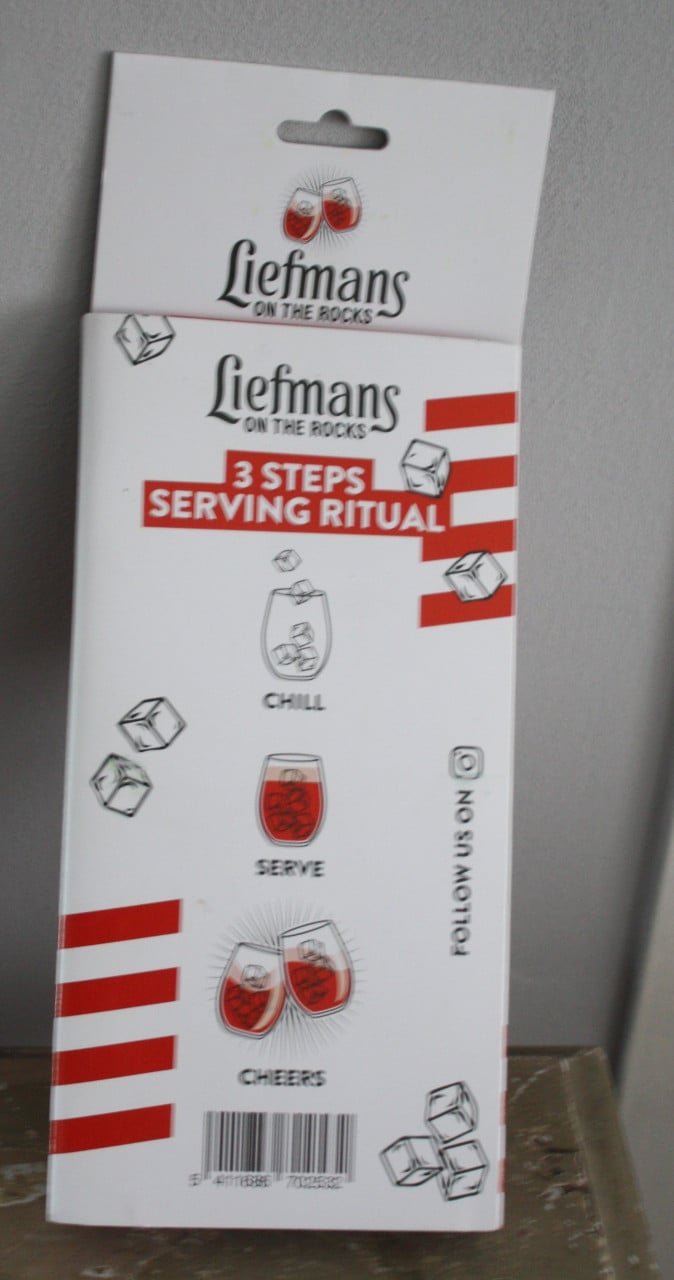 Liefmans
ON THE ROCKS
Liefmans
ON THE ROCKS
3 STEPS
SERVING RITUAL
CHILL
SERVE
FOLLOW US ON
CHEERS